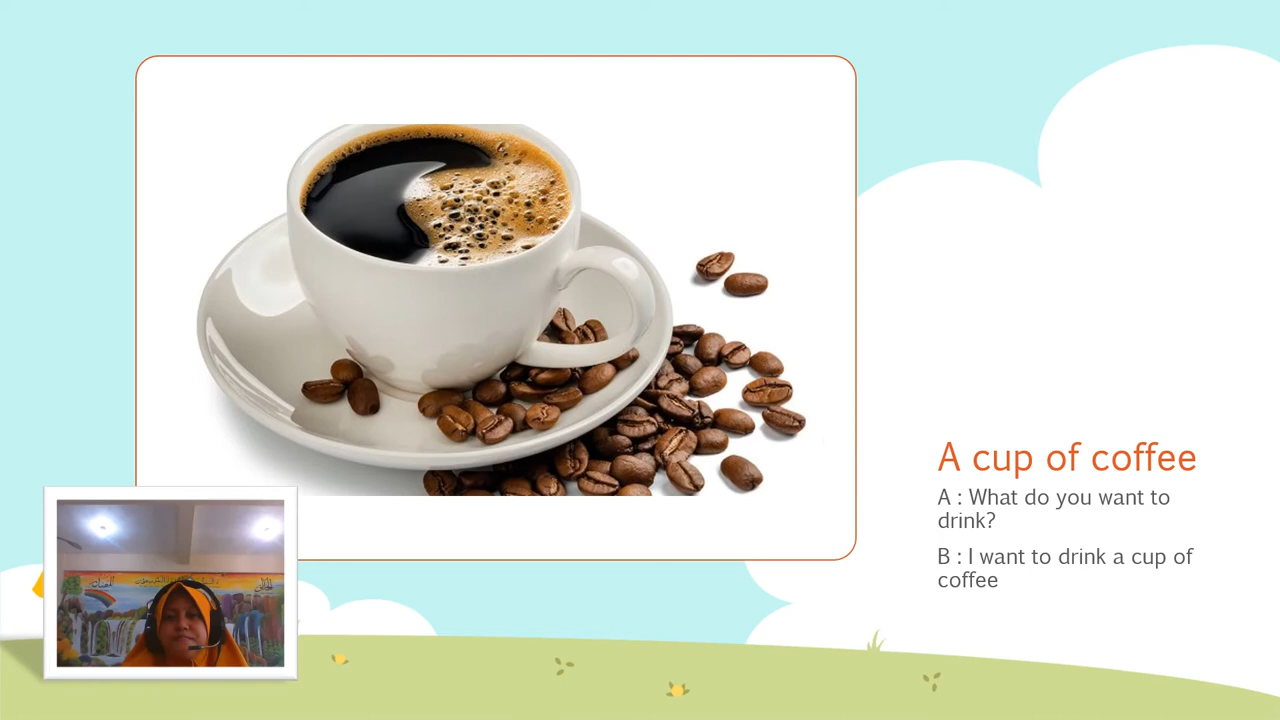 A cup of coffee
A : What do you want to
drink?
B : I want to drink a cup of
coffee